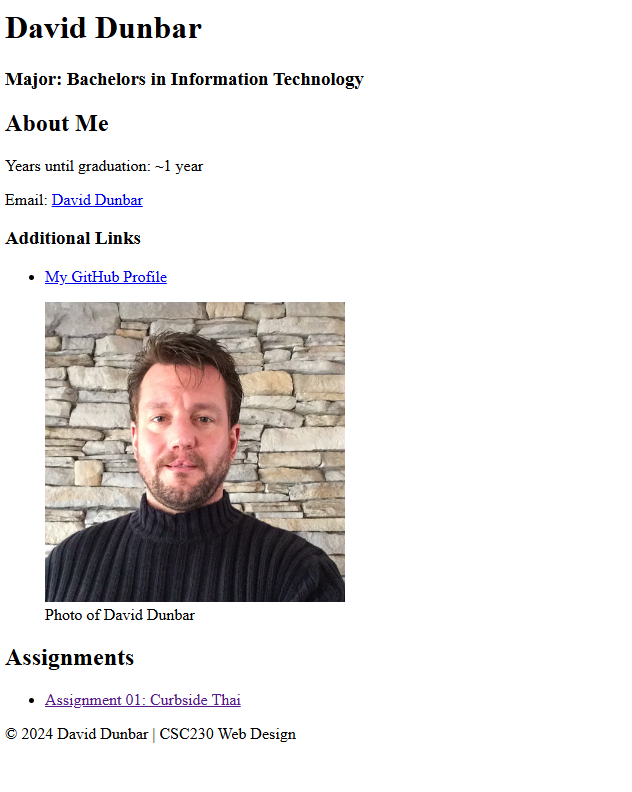 David Dunbar
Major: Bachelors in Information Technology
About Me
Years until graduation: ~1 year
Email: David Dunbar
Additional Links
My GitHub Profile
Photo of David Dunbar
Assignments
Assignment 01: Curbside Thai
© 2024 David Dunbar | CSC230 Web Design